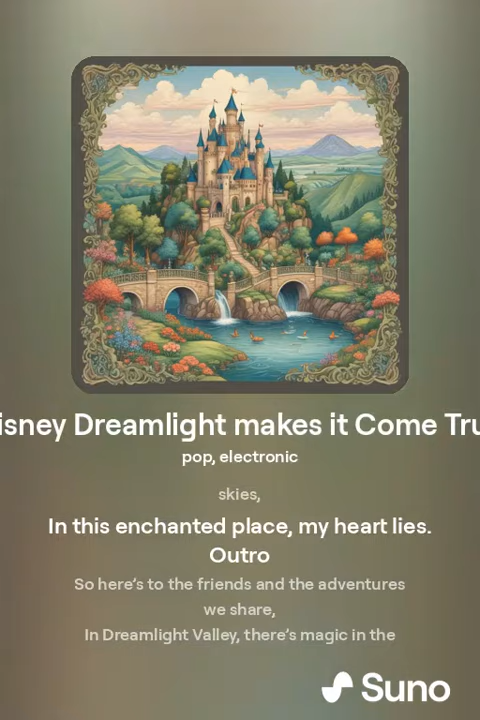 isney Dreamlight makes it Come Tru
pop, electronic
skies,
In this enchanted place, my heart lies.
Outro
So here's to the friends and the adventures
we share,
In Dreamlight Valley, there's magic in the
Suno